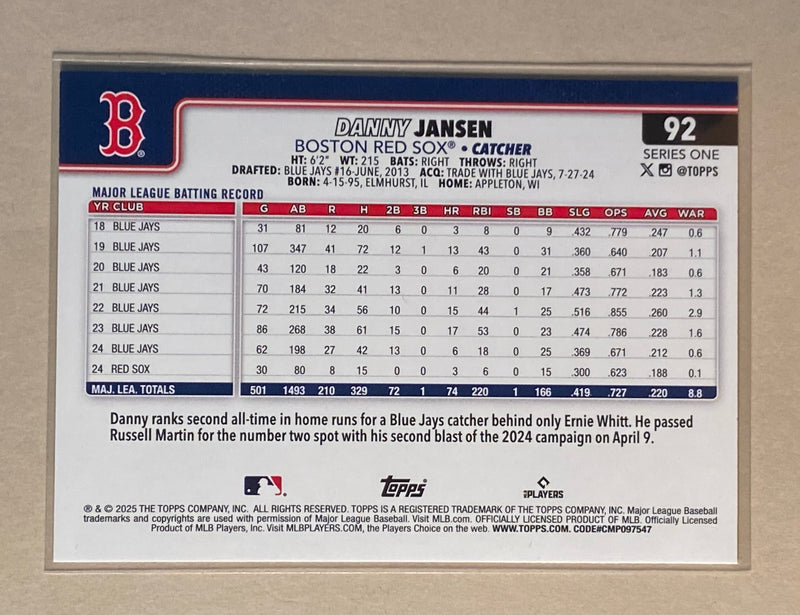 B®
DANNY JANSEN
92
BOSTON RED SOX® • CATCHER
SERIES ONE
HT: 6'2" WT: 215 BATS: RIGHT THROWS: RIGHT
DRAFTED: BLUE JAYS #16-JUNE, 2013 ACQ: TRADE WITH BLUE JAYS, 7-27-24
@TOPPS
BORN: 4-15-95, ELMHURST, IL HOME: APPLETON, WI
MAJOR LEAGUE BATTING RECORD
YR CLUB G AB R H 2B 3B HR RBI SB BB SLG OPS AVG WAR
18 BLUE JAYS 31 81 12 20 6 0 3 8 0 9 .432 .779 .247 0.6
19 BLUE JAYS 107 347 41 72 12 1 13 43 0 31 .360 .640 .207 1.1
20 BLUE JAYS 43 120 18 22 3 0 6 20 0 21 .358 .671 .183 0.6
21 BLUE JAYS 70 184 32 41 13 0 11 28 0 17 .473 .772 .223 1.3
22 BLUE JAYS 72 215 34 56 10 0 15 44 1 25 .516 .855 .260 2.9
23 BLUE JAYS 86 268 38 61 15 0 17 53 0 23 .474 .786 .228 1.6
24 BLUE JAYS 62 198 27 42 13 0 6 18 0 25 .369 .671 .212 0.6
24 RED SOX 30 80 8 15 0 0 3 6 0 15 .300 .623 .188 0.1
MAJ. LEA. TOTALS 501 1493 210 329 72 1 74 220 1 166 .419 .727 .220 8.8
Danny ranks second all-time in home runs for a Blue Jays catcher behind only Ernie Whitt. He passed
Russell Martin for the number two spot with his second blast of the 2024 campaign on April 9.
Topps
MLBPLAYERS
® & © 2025 THE TOPPS COMPANY, INC. ALL RIGHTS RESERVED. TOPPS IS A REGISTERED TRADEMARK OF THE TOPPS COMPANY, INC. Major League Baseball
trademarks and copyrights are used with permission of Major League Baseball. Visit MLB.com. OFFICIALLY LICENSED PRODUCT OF MLB. Officially Licensed
Product of MLB Players, Inc. Visit MLBPLAYERS.COM, the Players Choice on the web. WWW.TOPPS.COM. CODE#CMP097547